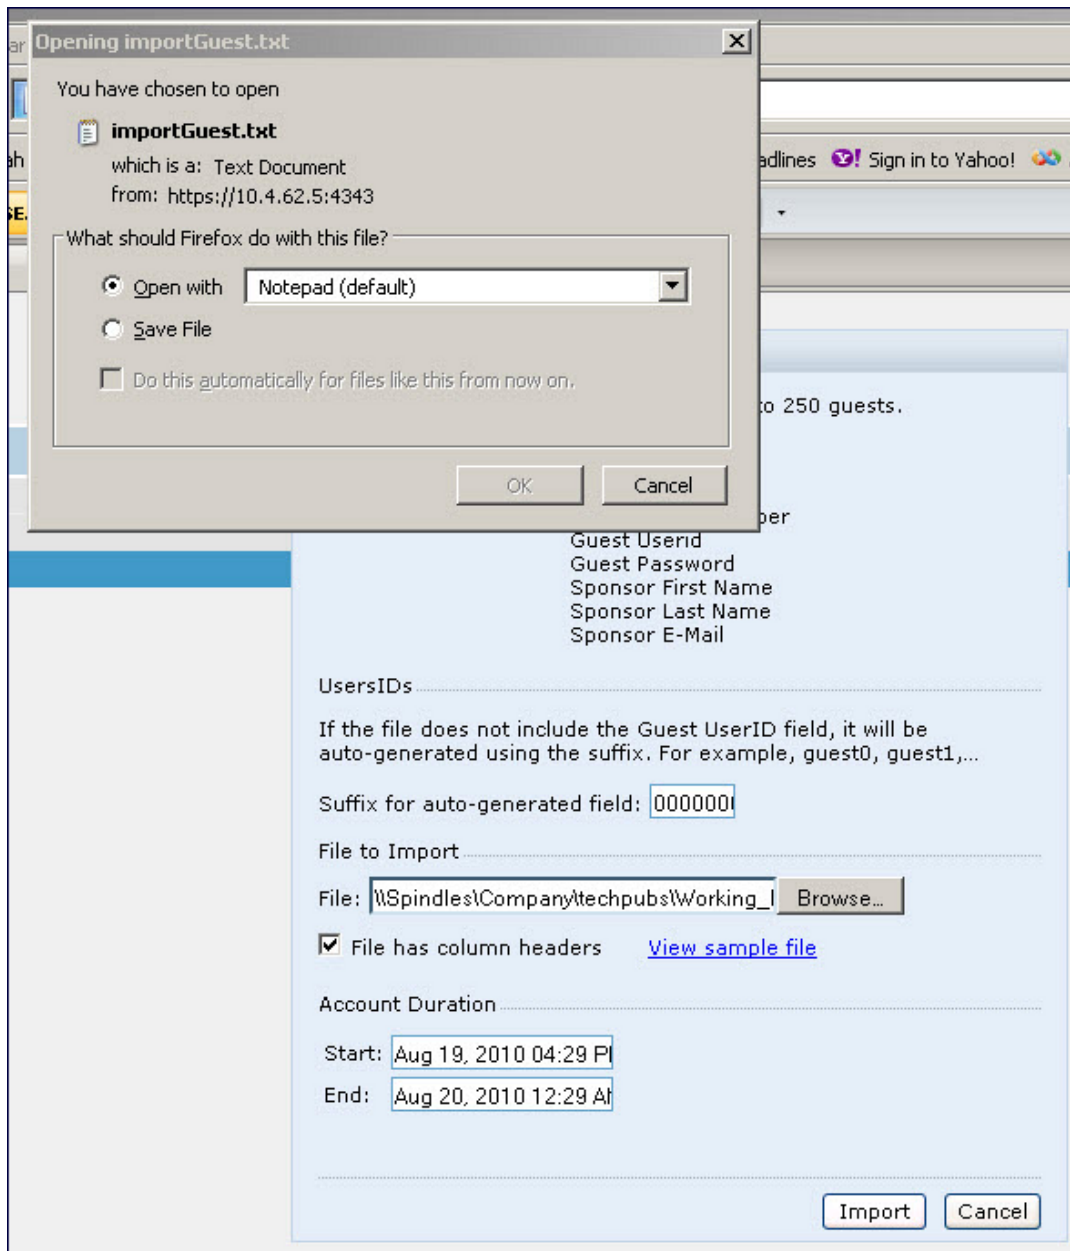 Opening importGuest.txt
You have chosen to open
importGuest.txt
which is a: Text Document
from: https://10.4.62.5:4343
adlines Y! Sign in to Yahoo!
What should Firefox do with this file?
Open with Notepad (default)
Save File
Do this automatically for files like this from now on.
OK Cancel
to 250 guests.
Guest Userid
Guest Password
Sponsor First Name
Sponsor Last Name
Sponsor E-Mail
UsersIDs
If the file does not include the Guest UserID field, it will be
auto-generated using the suffix. For example, guest0, guest1,...
Suffix for auto-generated field: 000000
File to Import
File: \\Spindles\Company\techpubs\Working_ Browse...
File has column headers View sample file
Account Duration
Start: Aug 19, 2010 04:29 P
End: Aug 20, 2010 12:29 A
Import Cancel